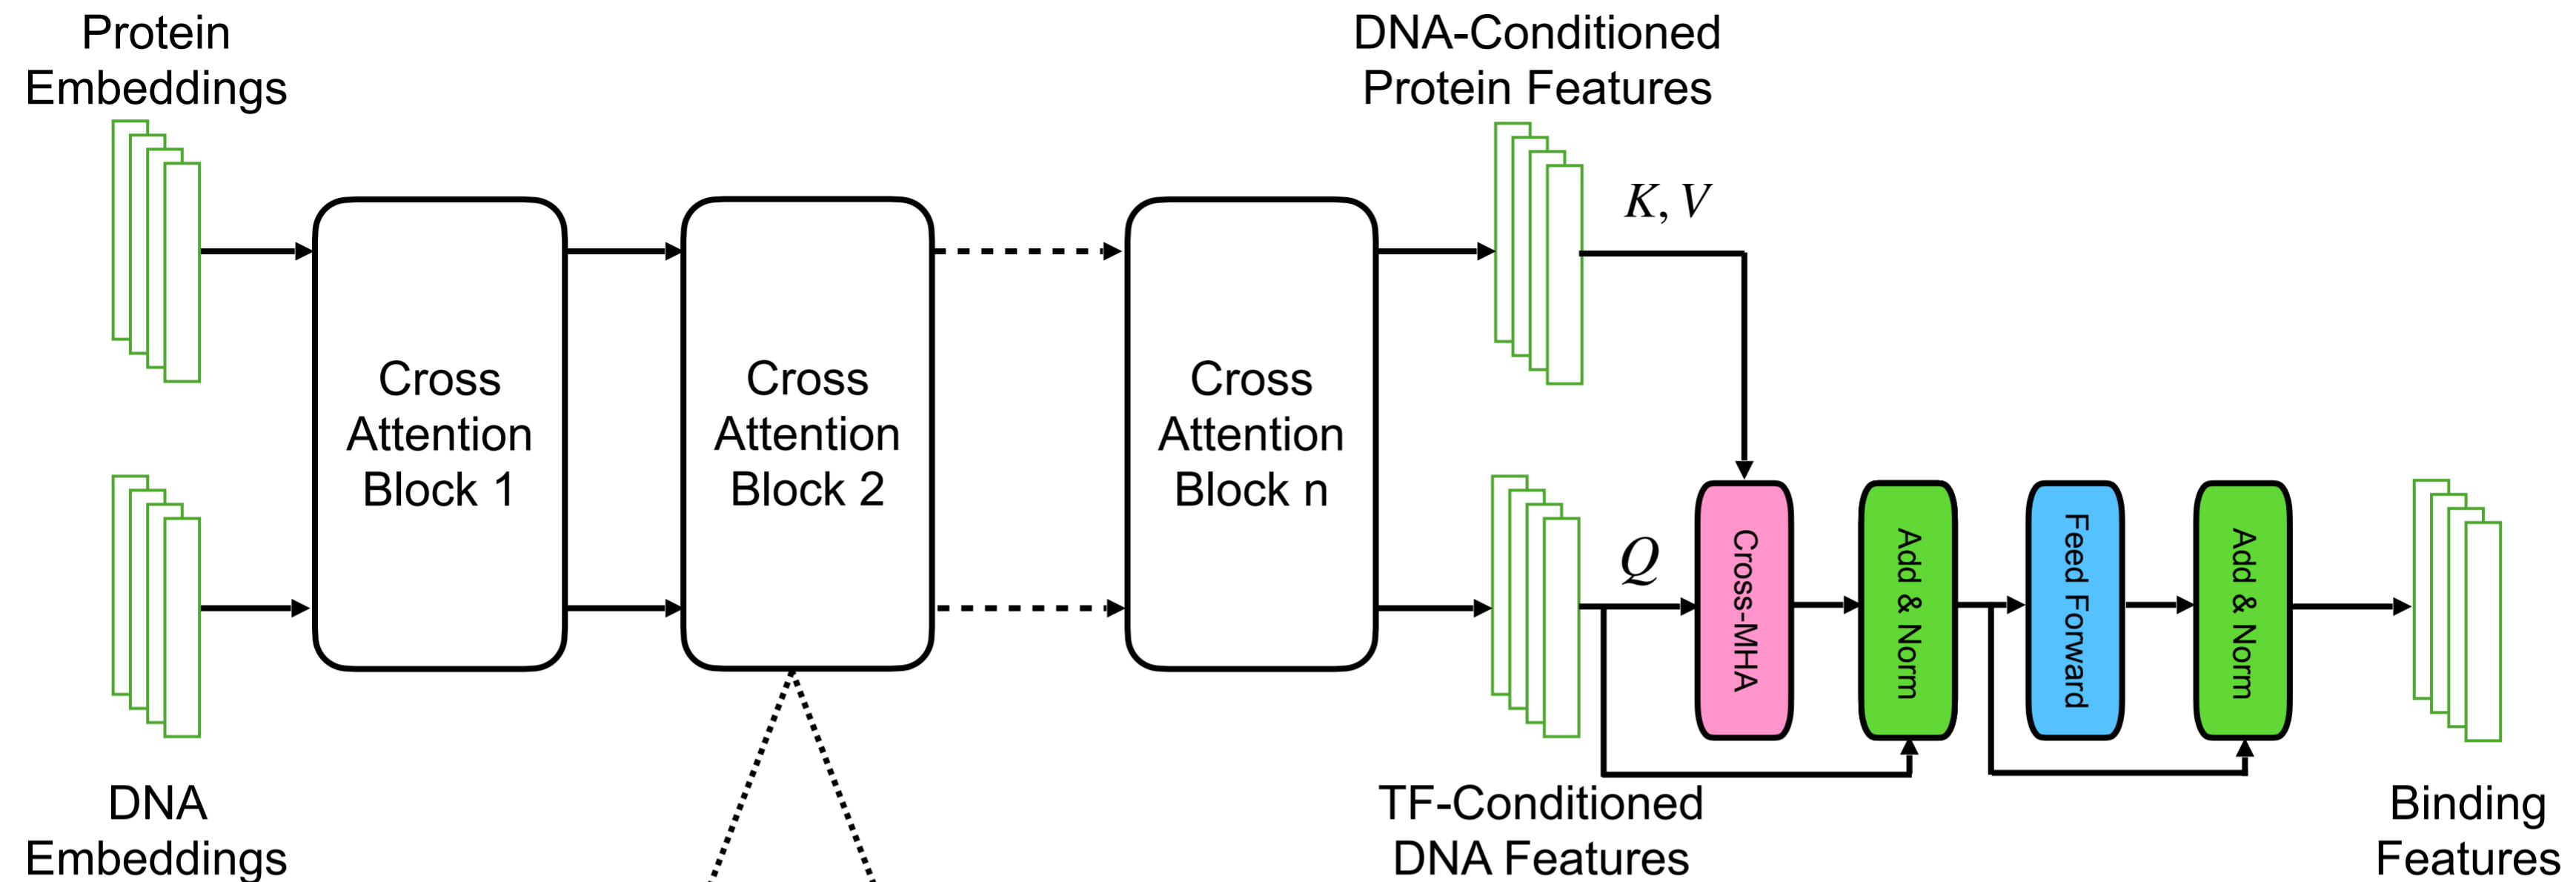 Protein
Embeddings
DNA-Conditioned
Protein Features
K, V
Cross
Attention
Block 1
Cross
Attention
Block 2
Cross
Attention
Block n
Q
Cross-MHA
Add & Norm
Feed Forward
Add & Norm
DNA
Embeddings
TF-Conditioned
DNA Features
Binding
Features